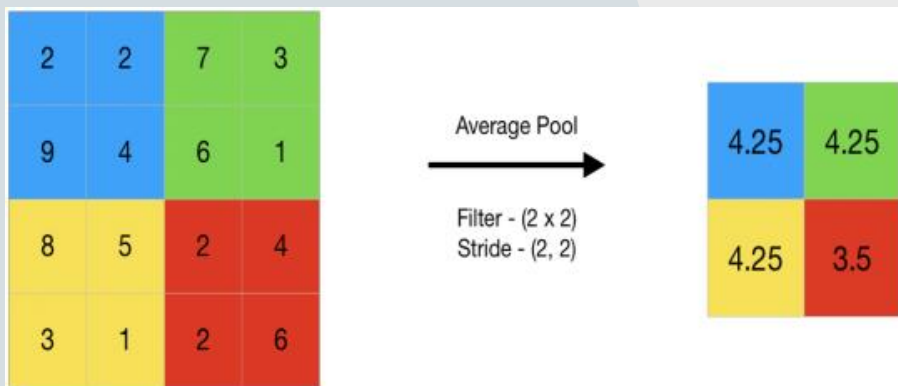 2 2 7 3
9 4 6 1
8 5 2 4
3 1 2 6
Average Pool
Filter - (2 x 2)
Stride - (2, 2)
4.25 4.25
4.25 3.5